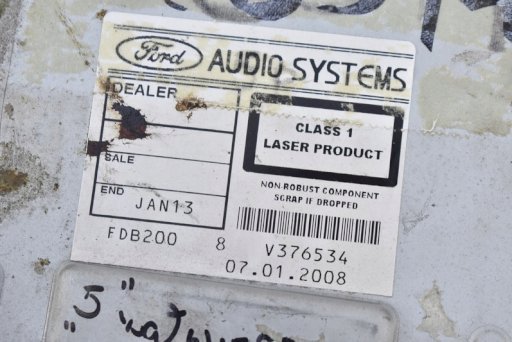 Ford AUDIO SYSTEMS
DEALER
CLASS 1
LASER PRODUCT
SALE
NON-ROBUST COMPONENT
SCRAP IF DROPPED
END JAN13
FDB200 8 V376534
07.01.2008
"5"